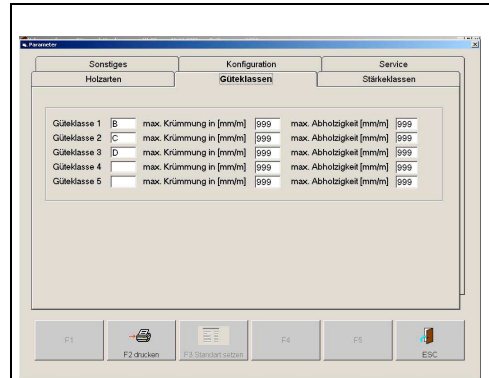 Parameter
Sonstiges Konfiguration Service
Holzarten Güteklassen Stärkeklassen
Güteklasse 1 B max. Krümmung in [mm/m] 999 max. Abholzigkeit [mm/m] 999
Güteklasse 2 C max. Krümmung in [mm/m] 999 max. Abholzigkeit [mm/m] 999
Güteklasse 3 D max. Krümmung in [mm/m] 999 max. Abholzigkeit [mm/m] 999
Güteklasse 4 max. Krümmung in [mm/m] 999 max. Abholzigkeit [mm/m] 999
Güteklasse 5 max. Krümmung in [mm/m] 999 max. Abholzigkeit [mm/m] 999
F1 F2 drucken F3 Standart setzen F4 F5 ESC